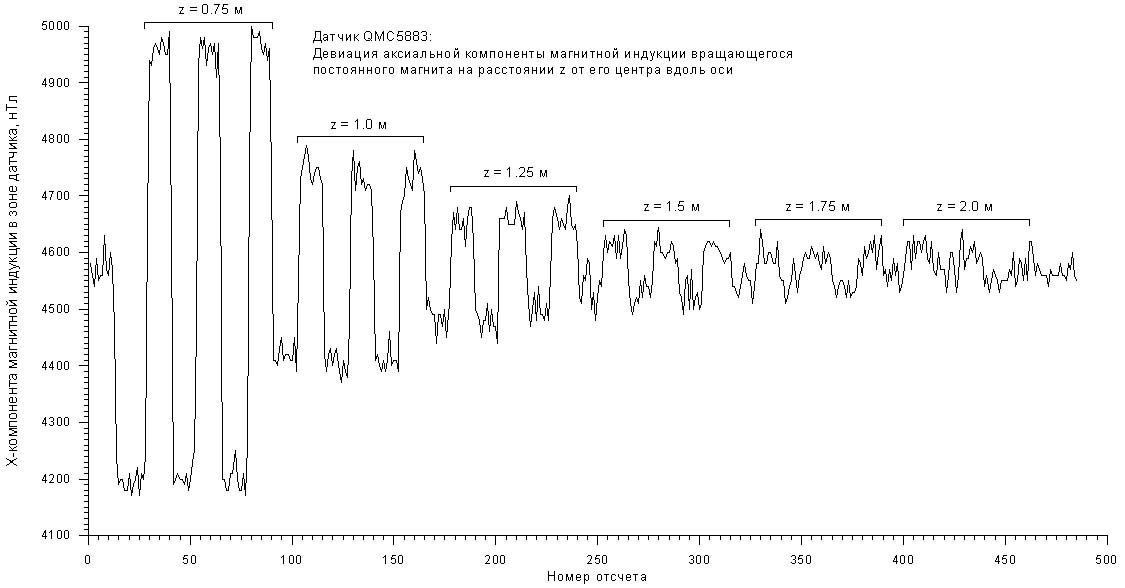 z = 0.75 м
Датчик QMC5883:
Девиация аксиальной компоненты магнитной индукции вращающегося
постоянного магнита на расстоянии z от его центра вдоль оси
z = 1.0 м
z = 1.25 м
z = 1.5 м
z = 1.75 м
z = 2.0 м
X-компонента магнитной индукции в зоне датчика, нТл
5000
4900
4800
4700
4600
4500
4400
4300
4200
4100
0
50
100
150
200
250
300
350
400
450
500
Номер отсчета